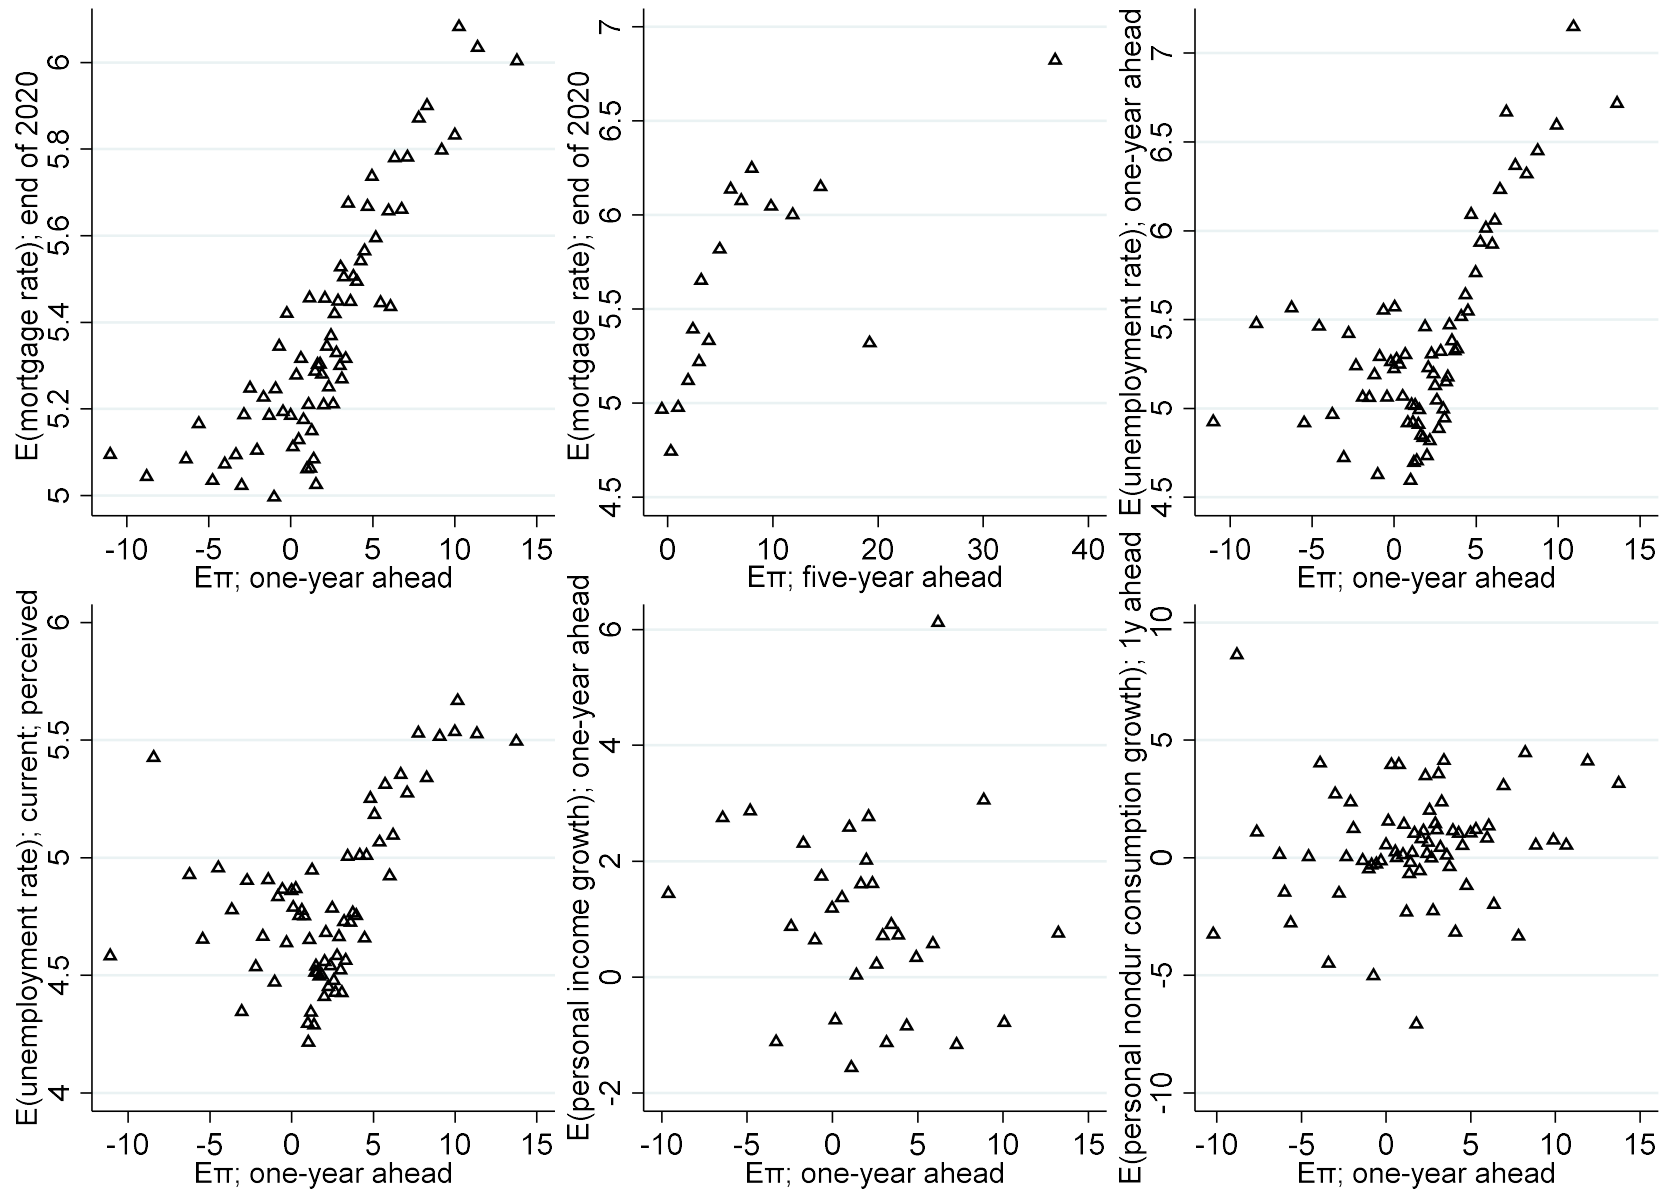 E(mortgage rate); end of 2020
5 5.2 5.4 5.6 5.8 6
-10 -5 0 5 10 15
Eπ; one-year ahead
E(mortgage rate); end of 2020
4.5 5 5.5 6 6.5 7
0 10 20 30 40
Eπ; five-year ahead
E(unemployment rate); one-year ahead
4.5 5 5.5 6 6.5 7
-10 -5 0 5 10 15
Eπ; one-year ahead
E(unemployment rate); current; perceived
4 4.5 5 5.5 6
-10 -5 0 5 10 15
Eπ; one-year ahead
E(personal income growth); one-year ahead
-2 0 2 4 6
-10 -5 0 5 10 15
Eπ; one-year ahead
E(personal nondur consumption growth); 1y ahead
-10 -5 0 5 10
-10 -5 0 5 10 15
Eπ; one-year ahead